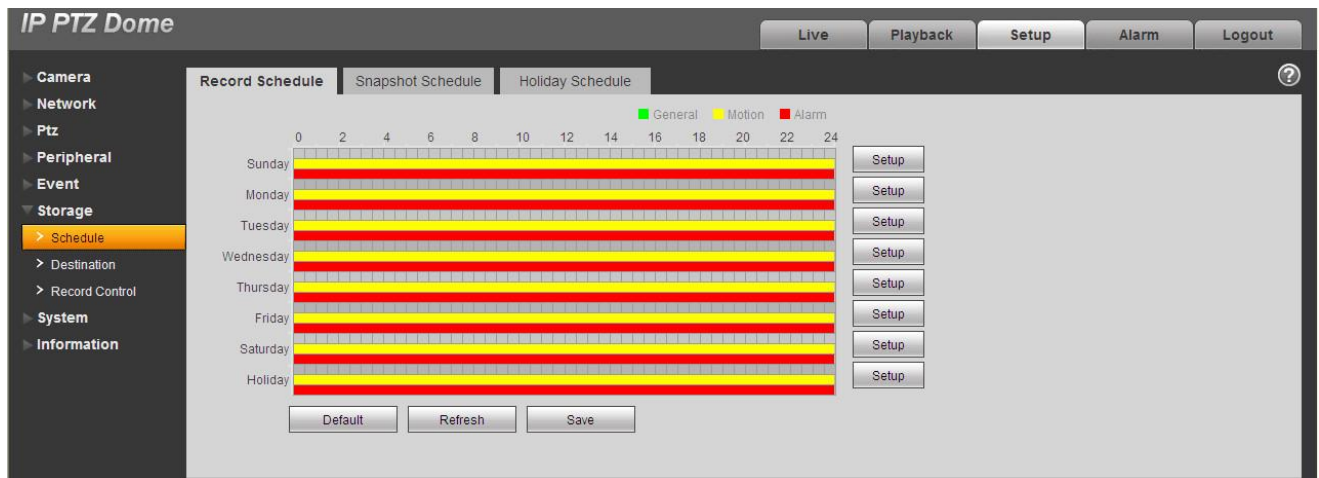 IP PTZ Dome
Live Playback Setup Alarm Logout
Camera
Network
Ptz
Peripheral
Event
Storage
> Schedule
> Destination
> Record Control
System
Information
Record Schedule Snapshot Schedule Holiday Schedule ?
General Motion Alarm
0 2 4 6 8 10 12 14 16 18 20 22 24
Sunday Setup
Monday Setup
Tuesday Setup
Wednesday Setup
Thursday Setup
Friday Setup
Saturday Setup
Holiday Setup
Default Refresh Save